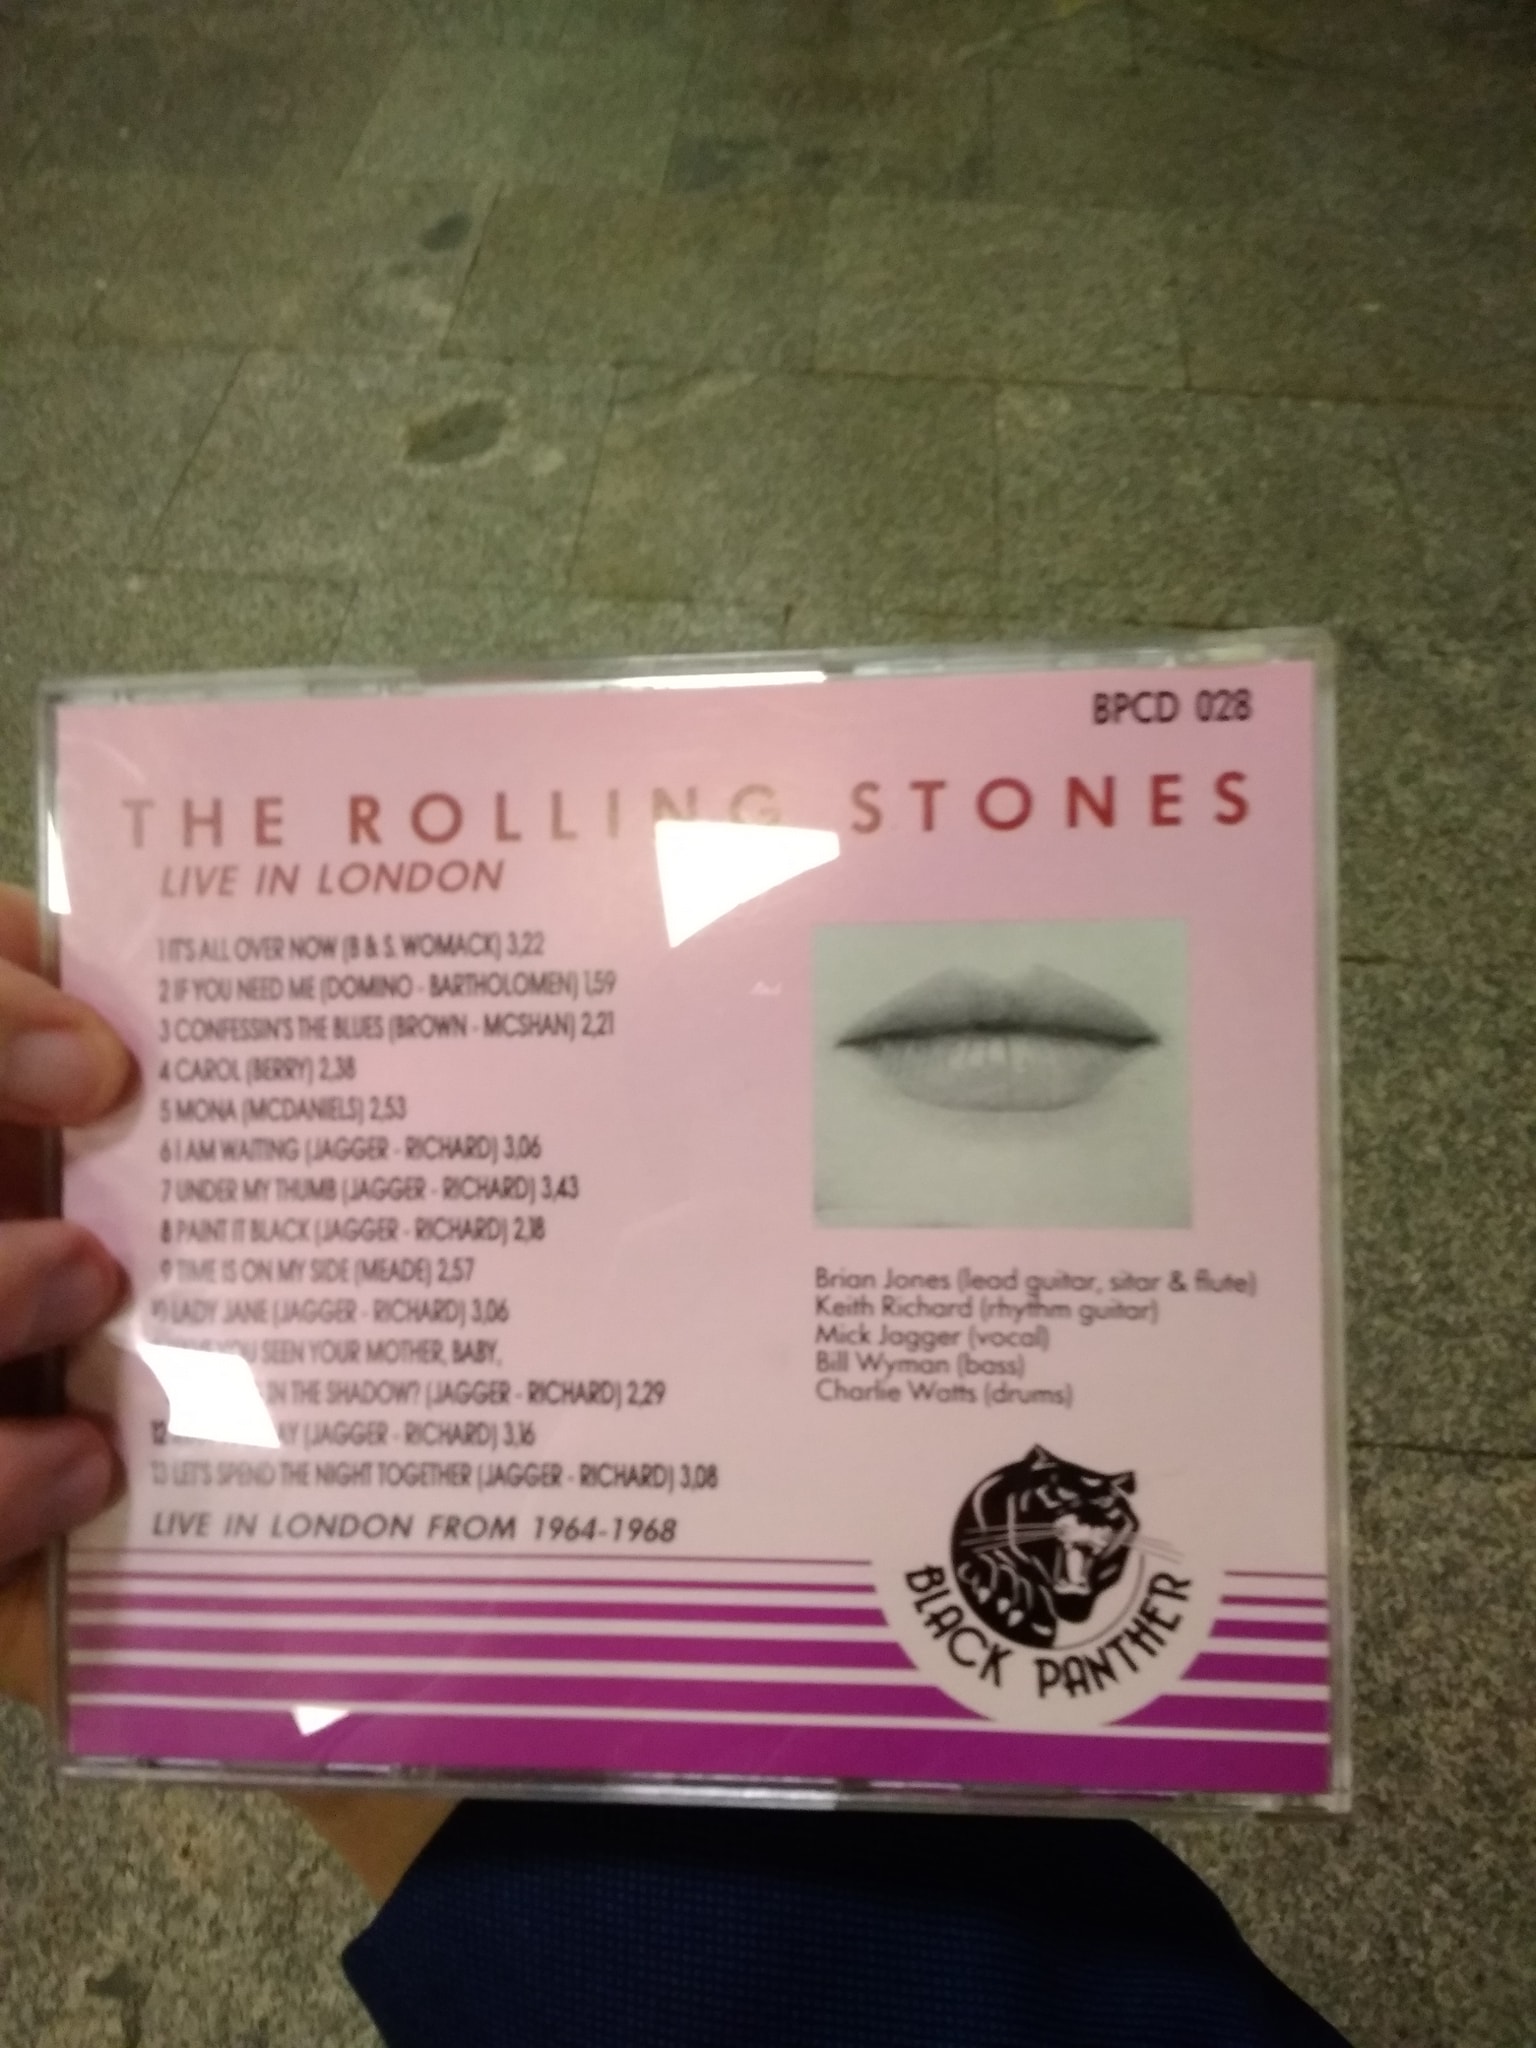 BPCD 028
THE ROLLING STONES
LIVE IN LONDON
1 IT'S ALL OVER NOW (B & S. WOMACK) 3,22
2 IF YOU NEED ME (DOMINO - BARTHOLOMEN) 1,59
3 CONFESSIN'S THE BLUES (BROWN - MCSHAN) 2,21
4 CAROL (BERRY) 2,38
5 MONA (MCDANIELS) 2,53
6 I AM WAITING (JAGGER - RICHARD) 3,06
7 UNDER MY THUMB (JAGGER - RICHARD) 3,43
8 PAINT IT BLACK (JAGGER - RICHARD) 2,18
9 TIME IS ON MY SIDE (MEADE) 2,57
10 LADY JANE (JAGGER - RICHARD) 3,06
YOU SEEN YOUR MOTHER, BABY,
IN THE SHADOW? (JAGGER - RICHARD) 2,29
12 (JAGGER - RICHARD) 3,16
13 LET'S SPEND THE NIGHT TOGETHER (JAGGER - RICHARD) 3,08
LIVE IN LONDON FROM 1964-1968
Brian Jones (lead guitar, sitar & flute)
Keith Richard (rhythm guitar)
Mick Jagger (vocal)
Bill Wyman (bass)
Charlie Watts (drums)
BLACK PANTHER